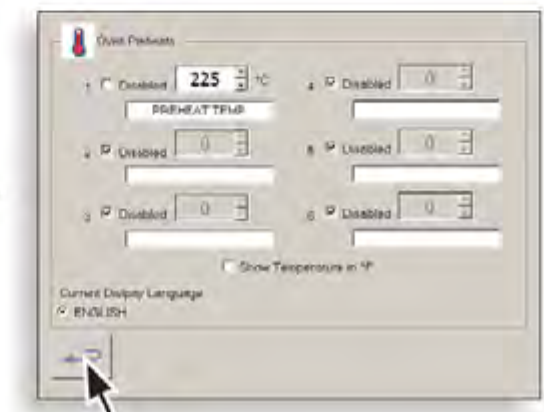 Oven Preheats
1 Disabled 225 °C 4 Disabled 0
PREHEAT TEMP
2 Disabled 0 5 Disabled 0
3 Disabled 0 6 Disabled 0
Show Temperature in °F
Current Display Language
ENGLISH